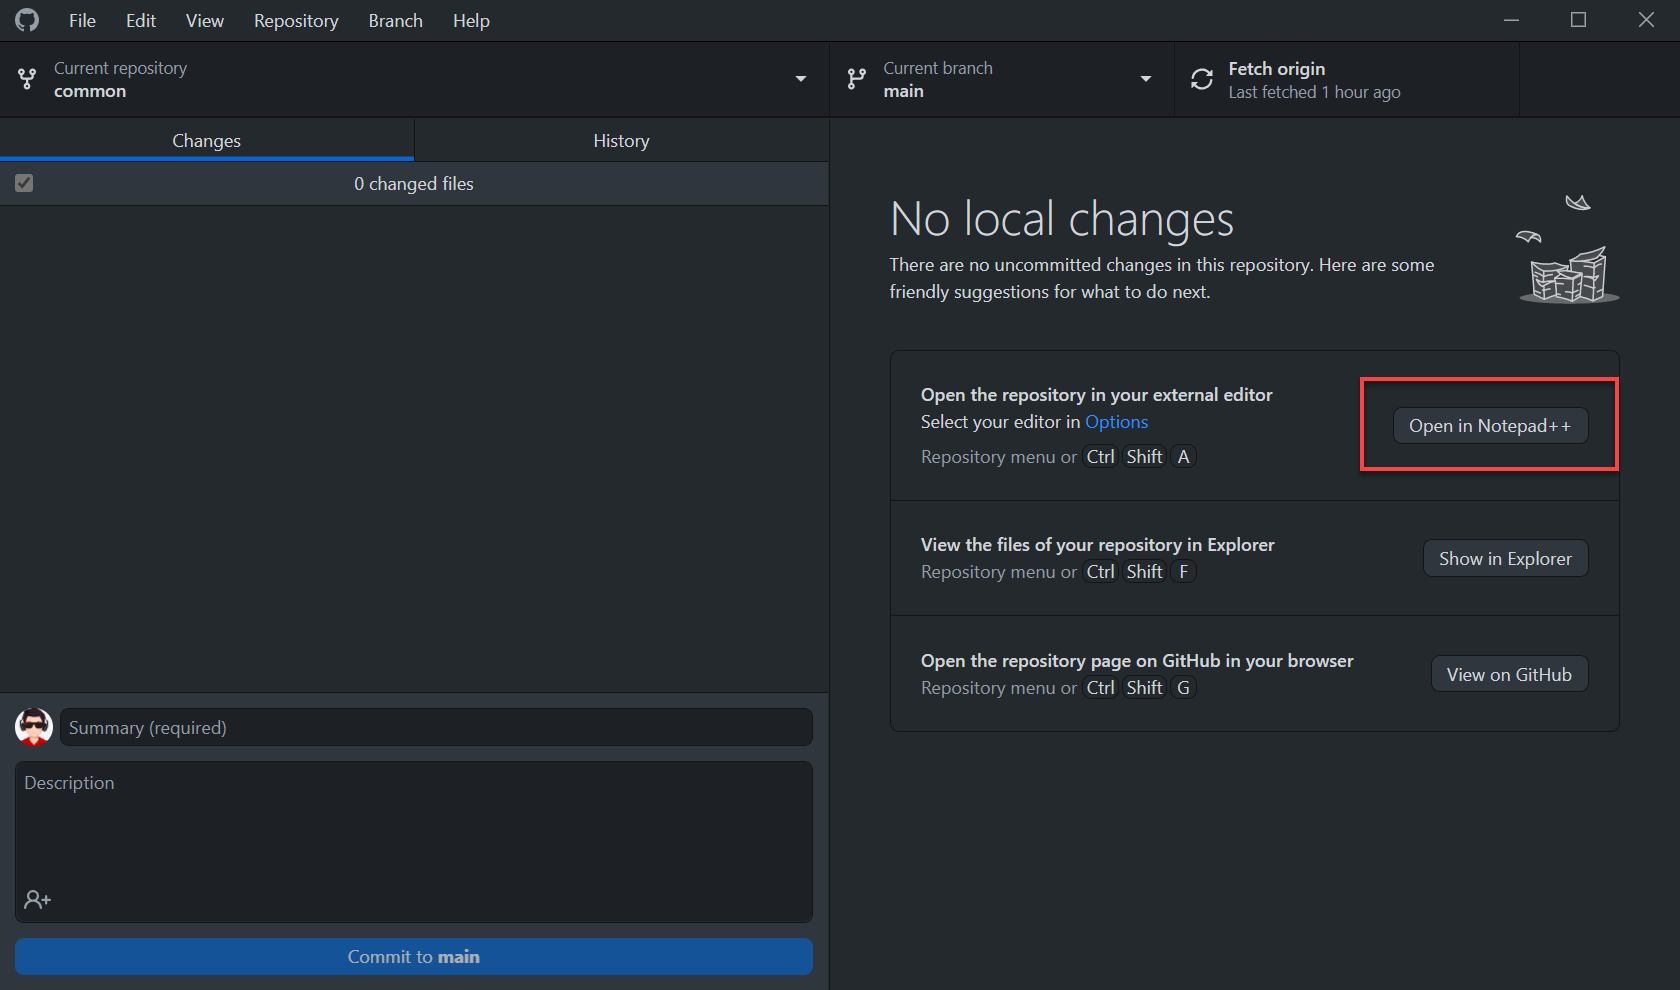 File Edit View Repository Branch Help
Current repository
common
Current branch
main
Fetch origin
Last fetched 1 hour ago
Changes
History
0 changed files
No local changes
There are no uncommitted changes in this repository. Here are some
friendly suggestions for what to do next.
Open the repository in your external editor
Select your editor in Options
Repository menu or Ctrl Shift A
Open in Notepad++
View the files of your repository in Explorer
Repository menu or Ctrl Shift F
Show in Explorer
Open the repository page on GitHub in your browser
Repository menu or Ctrl Shift G
View on GitHub
Summary (required)
Description
Commit to main